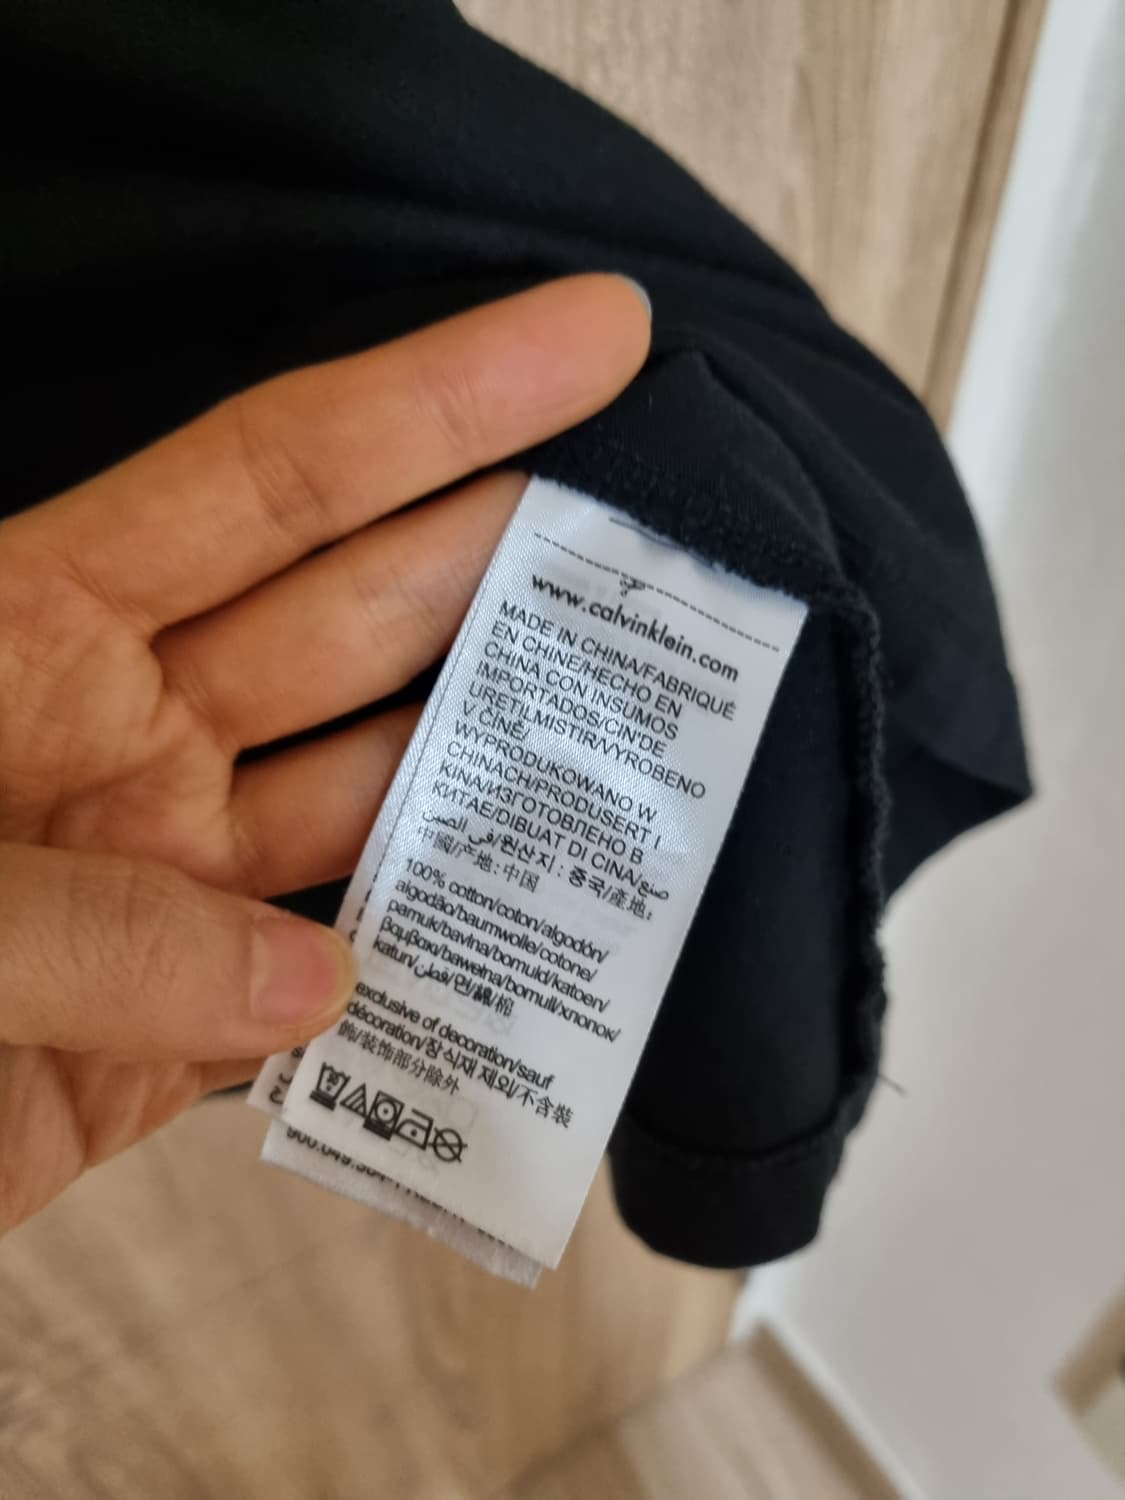 www.calvinklein.com
MADE IN CHINA/FABRIQUÉ
EN CHINE/HECHO EN
CHINA CON INSUMOS
IMPORTADOS/CIN'DE
URETILMISTIR/VYROBENO
V ČÍNĚ/
WYPRODUKOWANO W
CHINACH/PRODUSERT I
KINA/ИЗГОТОВЛЕНО В
КИТАЕ/DIBUAT DI CINA/صنع
في الصين/원산지: 중국/產地:
中國/产地: 中国
100% cotton/coton/algodón/
algodão/baumwolle/cotone/
pamuk/bavlna/bomuld/katoen/
βαμβακι/bawełna/bomull/хлопок/
katun/قطن/면/綿/棉
exclusive of decoration/sauf
décoration/장식재 제외/不含裝
飾/装饰部分除外